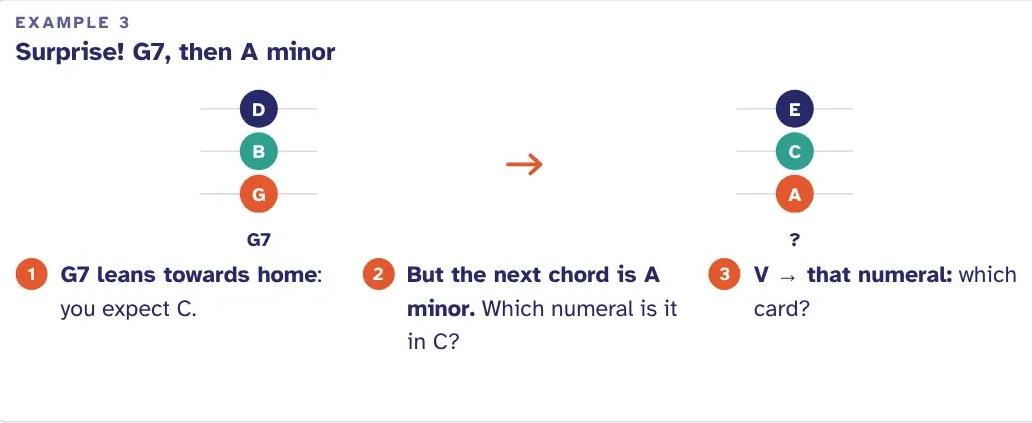 EXAMPLE 3
Surprise! G7, then A minor
D
B
G
G7
→
E
C
A
?
1 G7 leans towards home:
you expect C.
2 But the next chord is A
minor. Which numeral is it
in C?
3 V → that numeral: which
card?